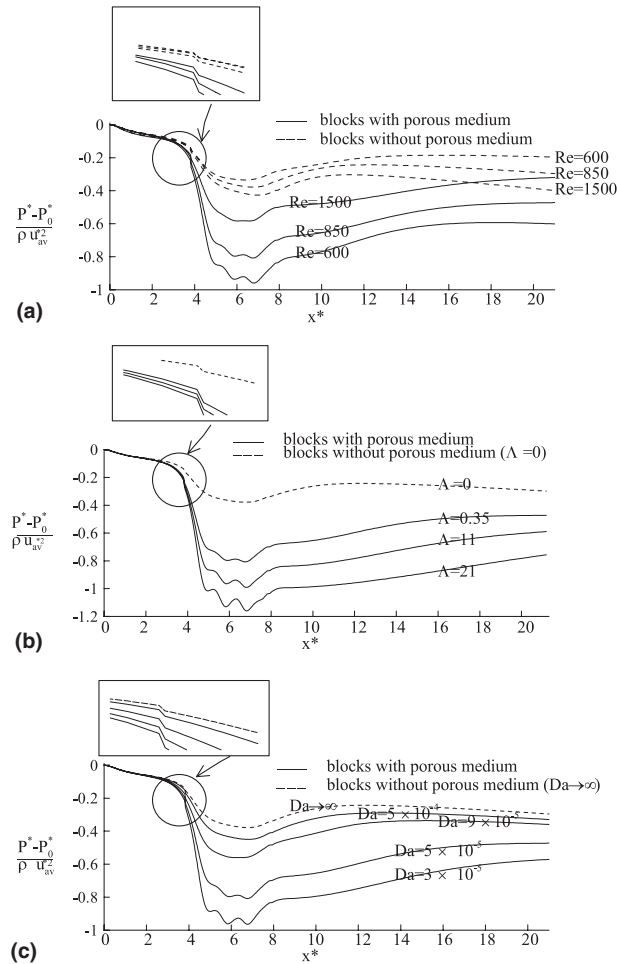 blocks with porous medium
blocks without porous medium
0
-0.2
-0.4
-0.6
-0.8
-1
Re=600
Re=850
Re=1500
Re=1500
Re=850
Re=600
P*-P0*
ρ u*2av
0 2 4 6 8 10 12 14 16 18 20
x*
(a)
blocks with porous medium
blocks without porous medium (Λ =0)
0
-0.2
-0.4
-0.6
-0.8
-1
-1.2
Λ=0
Λ=0.35
Λ=11
Λ=21
P*-P0*
ρ u*2av
0 2 4 6 8 10 12 14 16 18 20
x*
(b)
blocks with porous medium
blocks without porous medium (Da→∞)
0
-0.2
-0.4
-0.6
-0.8
-1
Da→∞
Da=5 × 10-4
Da=9 × 10-5
Da=5 × 10-5
Da=3 × 10-5
P*-P0*
ρ u*2av
0 2 4 6 8 10 12 14 16 18 20
x*
(c)